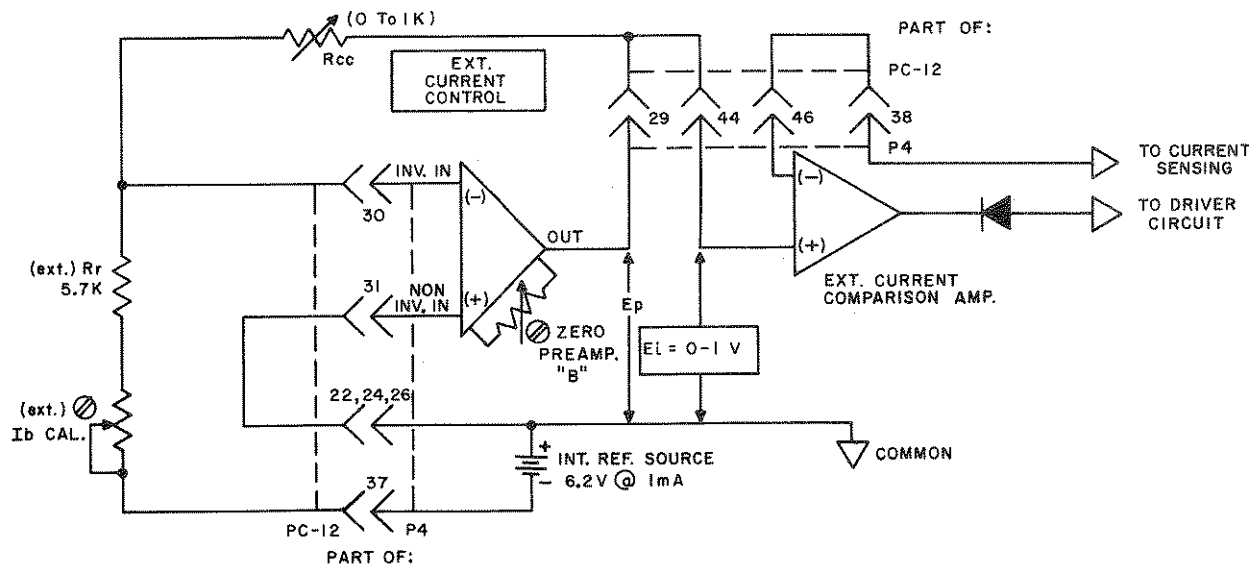 (0 To 1K)
Rcc
EXT.
CURRENT
CONTROL
PART OF:
PC-12
29
44
46
38
P4
TO CURRENT
SENSING
TO DRIVER
CIRCUIT
INV. IN
(-)
30
OUT
(-)
(+)
EXT. CURRENT
COMPARISON AMP.
(ext.) Rr
5.7K
31
NON
INV. IN
(+)
Ep
ZERO
PREAMP.
"B"
Ei = 0-1 V
(ext.)
Ib CAL.
22,24,26
+
INT. REF. SOURCE
- 6.2V @ 1mA
COMMON
37
PC-12
P4
PART OF: